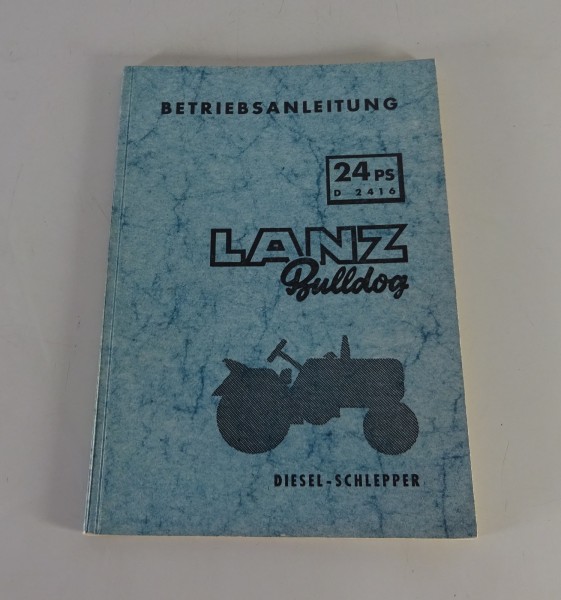 BETRIEBSANLEITUNG
24 PS
D 2416
LANZ
Bulldog
DIESEL-SCHLEPPER